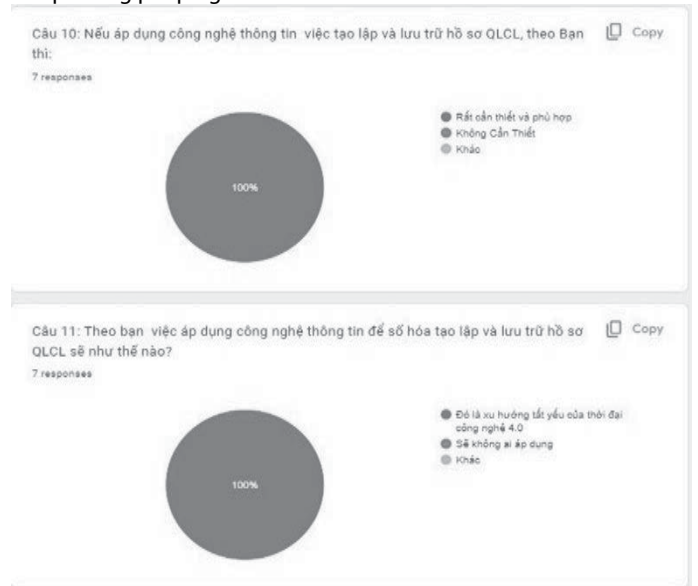 Câu 10: Nếu áp dụng công nghệ thông tin việc tạo lập và lưu trữ hồ sơ QLCL, theo Bạn
Copy
thì:
7 responses
Rất cần thiết và phù hợp
Không Cần Thiết
Khác
100%
Câu 11: Theo bạn việc áp dụng công nghệ thông tin để số hóa tạo lập và lưu trữ hồ sơ
Copy
QLCL sẽ như thế nào?
7 responses
Đó là xu hướng tất yếu của thời đại
công nghệ 4.0
Sẽ không ai áp dụng
Khác
100%